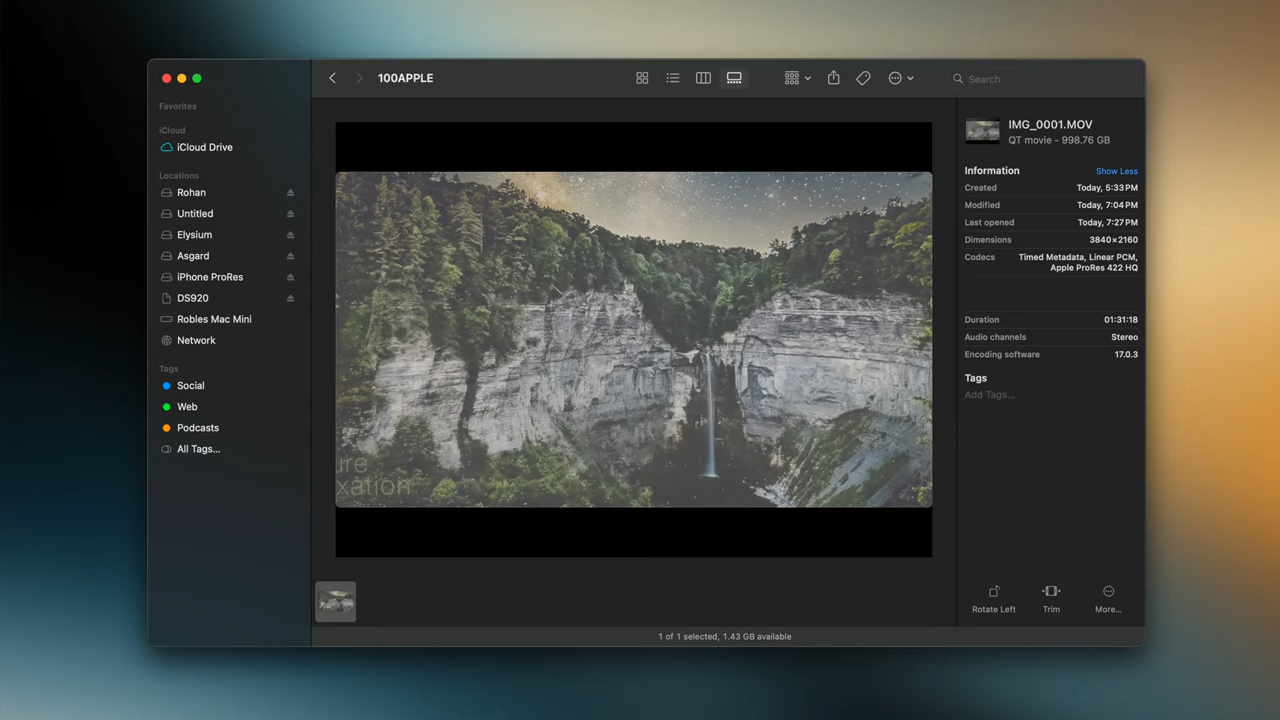 100APPLE
Search
Favorites
iCloud
iCloud Drive
Locations
Rohan
Untitled
Elysium
Asgard
iPhone ProRes
DS920
Robles Mac Mini
Network
Tags
Social
Web
Podcasts
All Tags...
ure
xation
IMG_0001.MOV
QT movie - 998.76 GB
Information Show Less
Created Today, 5:33 PM
Modified Today, 7:04 PM
Last opened Today, 7:27 PM
Dimensions 3840×2160
Codecs Timed Metadata, Linear PCM,
Apple ProRes 422 HQ
Duration 01:31:18
Audio channels Stereo
Encoding software 17.0.3
Tags
Add Tags...
Rotate Left Trim More...
1 of 1 selected, 1.43 GB available